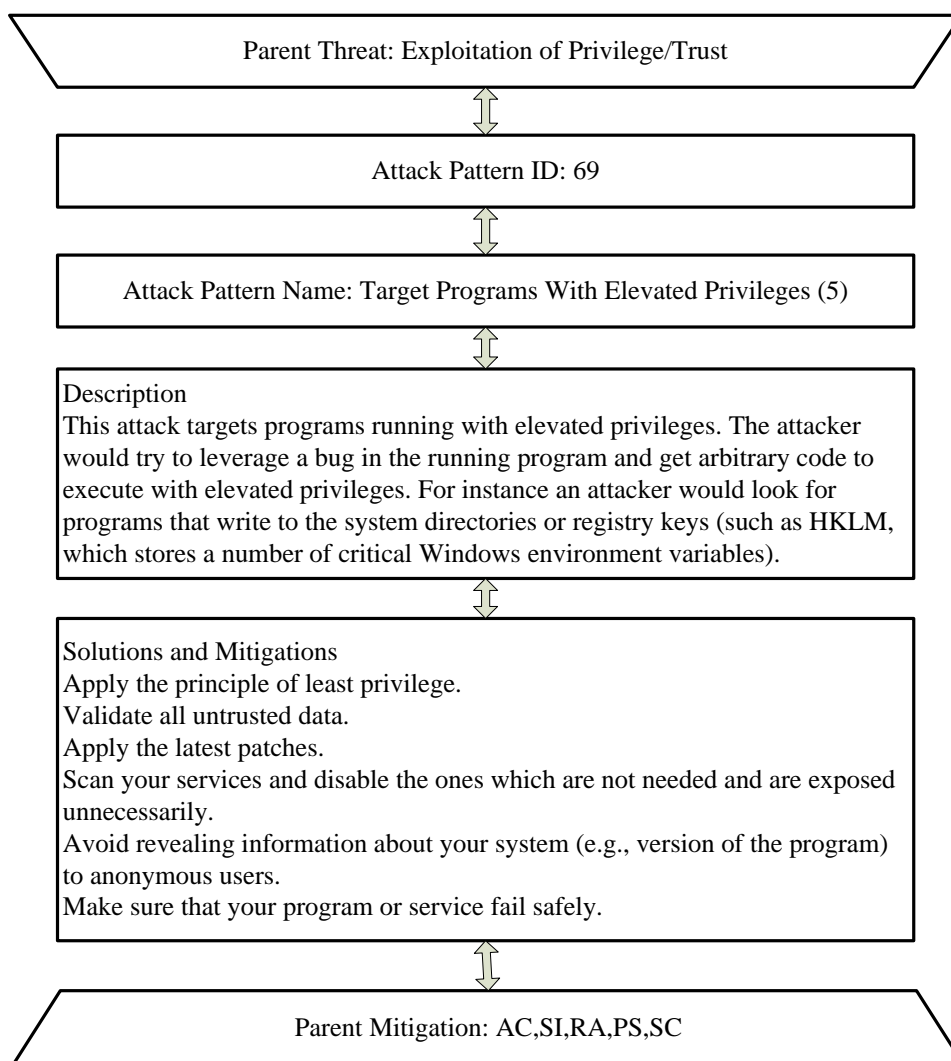 Parent Threat: Exploitation of Privilege/Trust
Attack Pattern ID: 69
Attack Pattern Name: Target Programs With Elevated Privileges (5)
Description
This attack targets programs running with elevated privileges. The attacker
would try to leverage a bug in the running program and get arbitrary code to
execute with elevated privileges. For instance an attacker would look for
programs that write to the system directories or registry keys (such as HKLM,
which stores a number of critical Windows environment variables).
Solutions and Mitigations
Apply the principle of least privilege.
Validate all untrusted data.
Apply the latest patches.
Scan your services and disable the ones which are not needed and are exposed
unnecessarily.
Avoid revealing information about your system (e.g., version of the program)
to anonymous users.
Make sure that your program or service fail safely.
Parent Mitigation: AC,SI,RA,PS,SC